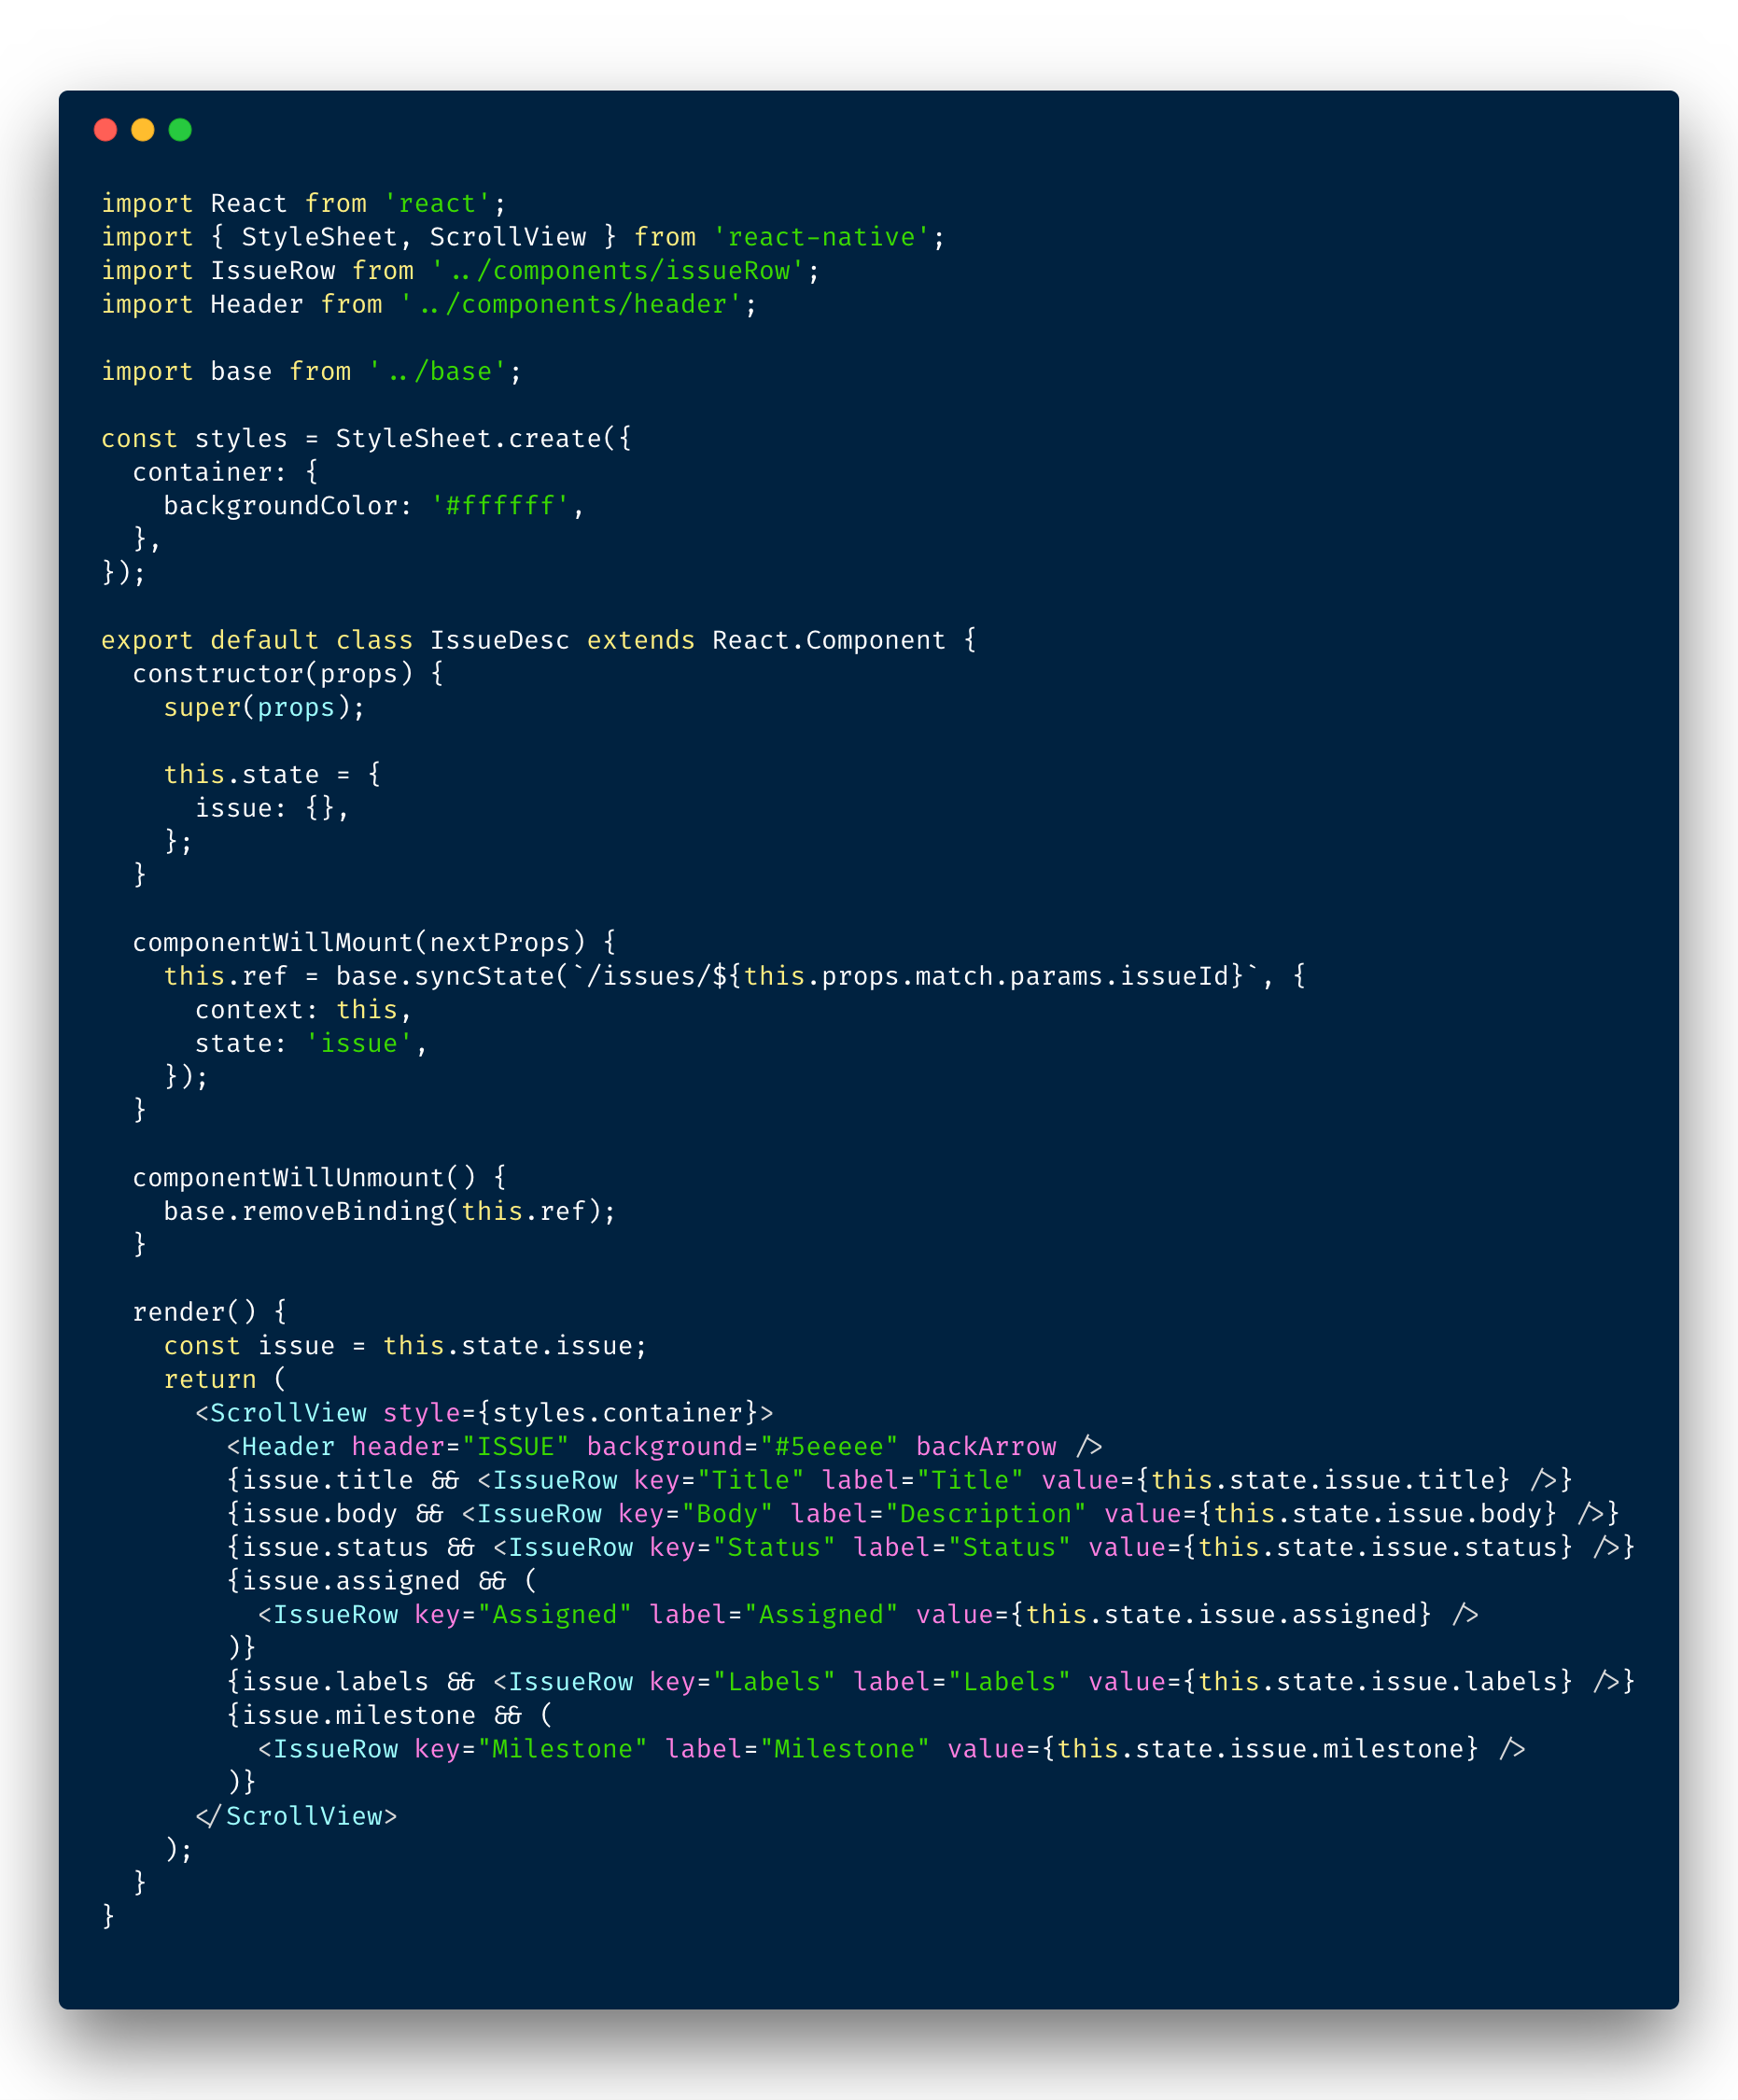 import React from 'react';
import { StyleSheet, ScrollView } from 'react-native';
import IssueRow from '../components/issueRow';
import Header from '../components/header';

import base from '../base';

const styles = StyleSheet.create({
  container: {
    backgroundColor: '#ffffff',
  },
});

export default class IssueDesc extends React.Component {
  constructor(props) {
    super(props);

    this.state = {
      issue: {},
    };
  }

  componentWillMount(nextProps) {
    this.ref = base.syncState(`/issues/${this.props.match.params.issueId}`, {
      context: this,
      state: 'issue',
    });
  }

  componentWillUnmount() {
    base.removeBinding(this.ref);
  }

  render() {
    const issue = this.state.issue;
    return (
      <ScrollView style={styles.container}>
        <Header header="ISSUE" background="#5eeeee" backArrow />
        {issue.title && <IssueRow key="Title" label="Title" value={this.state.issue.title} />}
        {issue.body && <IssueRow key="Body" label="Description" value={this.state.issue.body} />}
        {issue.status && <IssueRow key="Status" label="Status" value={this.state.issue.status} />}
        {issue.assigned && (
          <IssueRow key="Assigned" label="Assigned" value={this.state.issue.assigned} />
        )}
        {issue.labels && <IssueRow key="Labels" label="Labels" value={this.state.issue.labels} />}
        {issue.milestone && (
          <IssueRow key="Milestone" label="Milestone" value={this.state.issue.milestone} />
        )}
      </ScrollView>
    );
  }
}